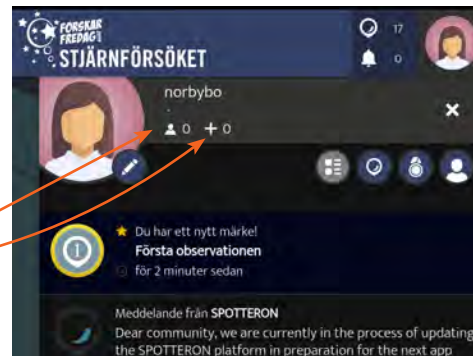 FORSKAR
FREDAG
STJÄRNFÖRSÖKET
17
0
norbybo
.
0 + 0
Du har ett nytt märke!
1
Första observationen
för 2 minuter sedan
Meddelande från SPOTTERON
Dear community, we are currently in the process of updating
the SPOTTERON platform in preparation for the next app